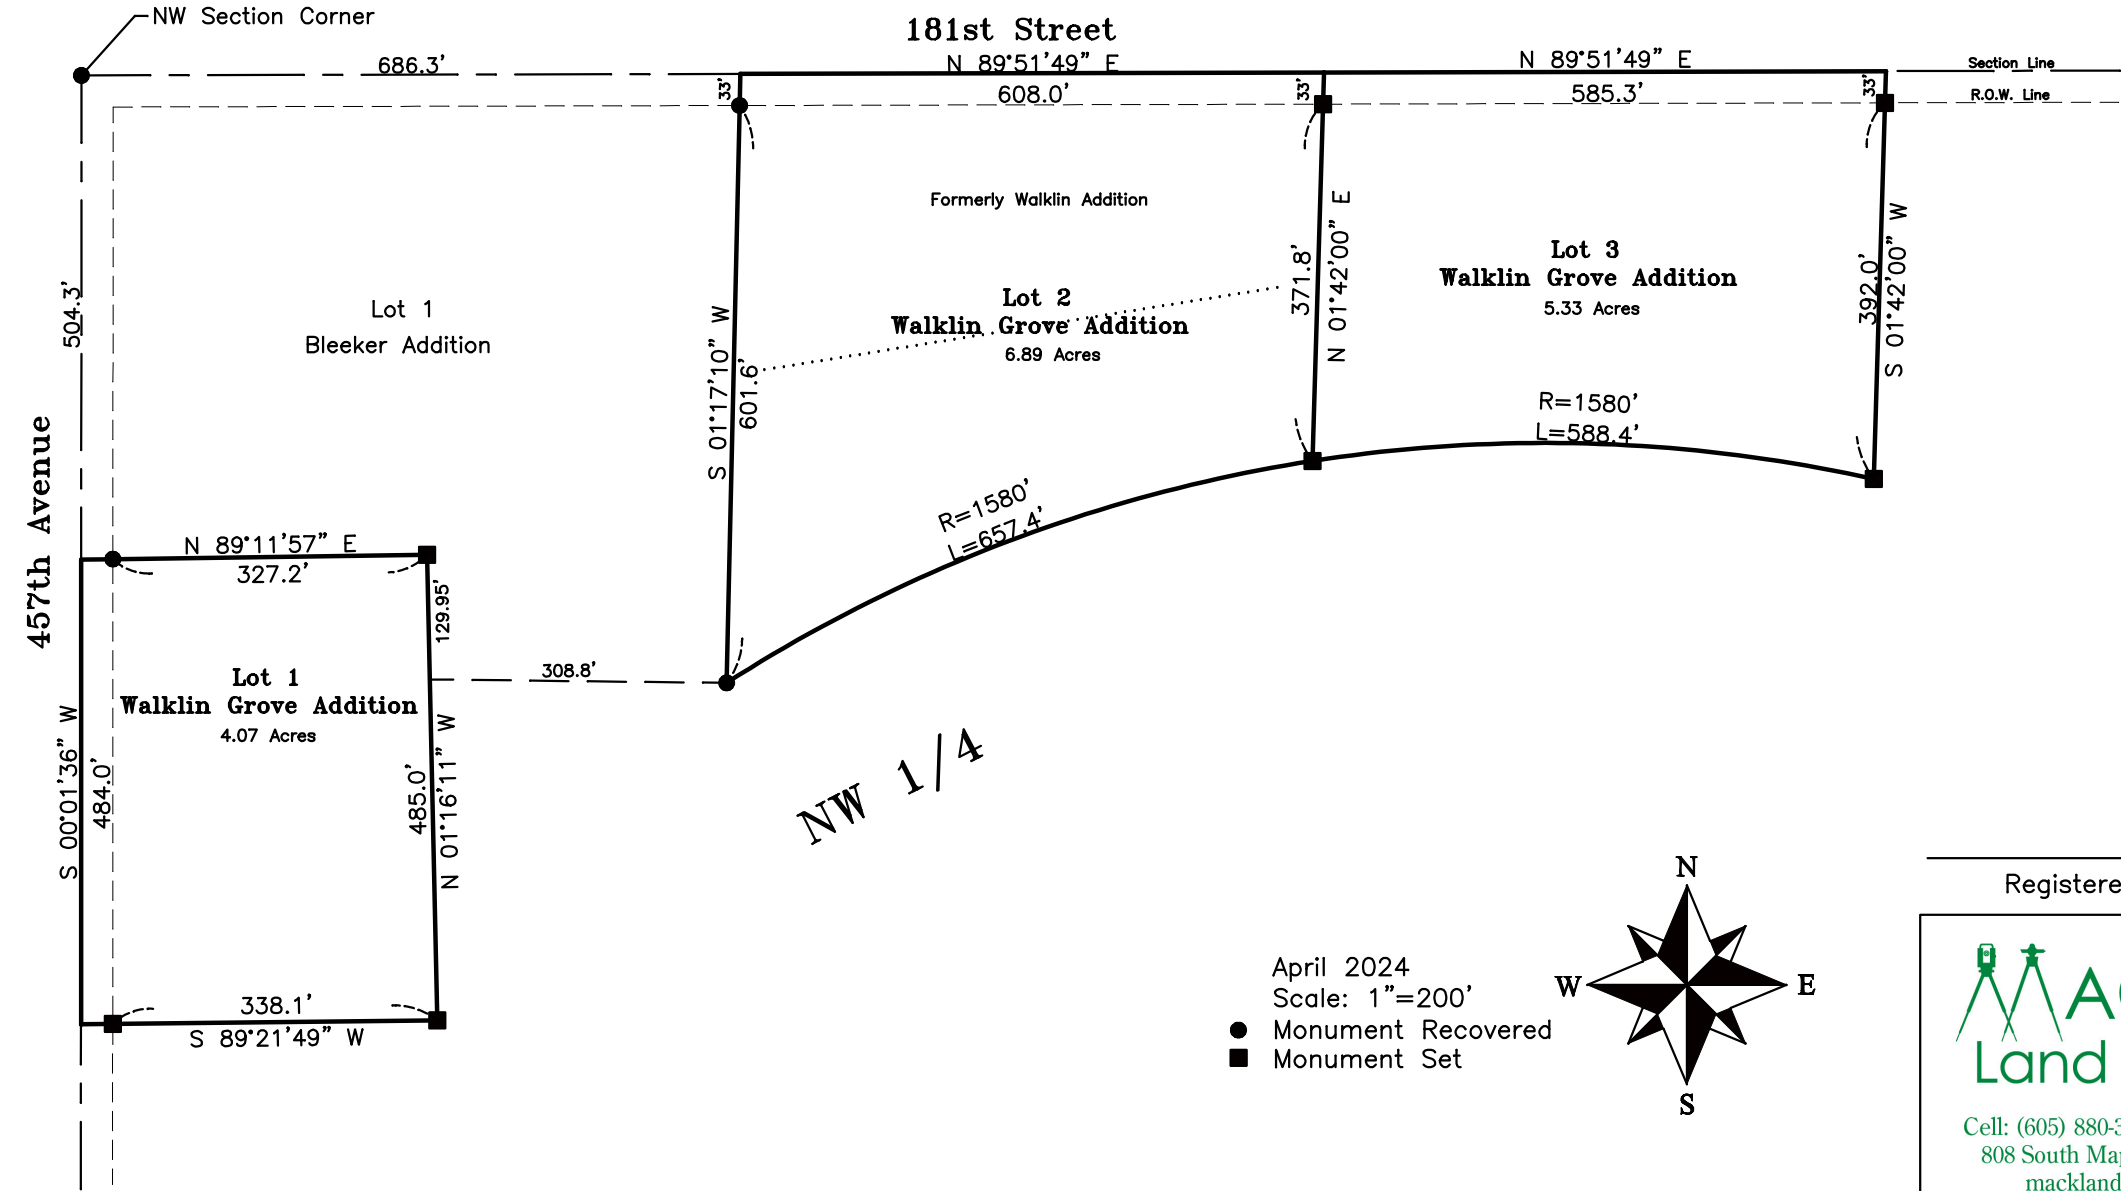 NW Section Corner
181st Street
686.3'
N 89°51'49" E
N 89°51'49" E
Section Line
33'
608.0'
33'
585.3'
33'
R.O.W. Line
Formerly Walklin Addition
504.3'
Lot 1
Bleeker Addition
S 01°17'10" W
601.6'
Lot 2
Walklin Grove Addition
6.89 Acres
371.8'
N 01°42'00" E
Lot 3
Walklin Grove Addition
5.33 Acres
392.0'
S 01°42'00" W
R=1580'
L=588.4'
R=1580'
L=657.4'
457th Avenue
N 89°11'57" E
327.2'
129.95'
308.8'
Lot 1
Walklin Grove Addition
4.07 Acres
S 00°01'36" W
484.0'
485.0'
N 01°16'11" W
338.1'
S 89°21'49" W
NW 1/4
April 2024
Scale: 1"=200'
Monument Recovered
Monument Set
N
W
E
S
Registere
Land
Cell: (605) 880-3
808 South Map
mackland